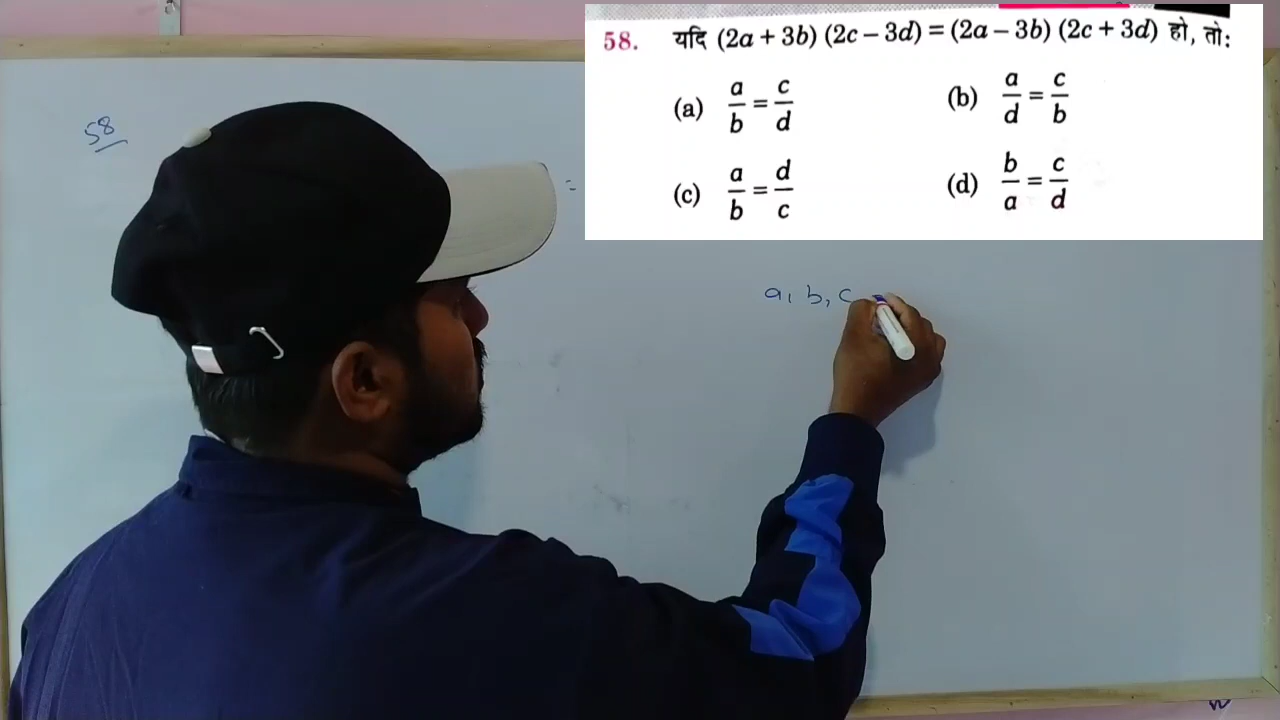 58. यदि (2a + 3b) (2c – 3d) = (2a – 3b) (2c + 3d) हो, तो:
(a) a/b = c/d (b) a/d = c/b
(c) a/b = d/c (d) b/a = c/d
58
=
a, b, c